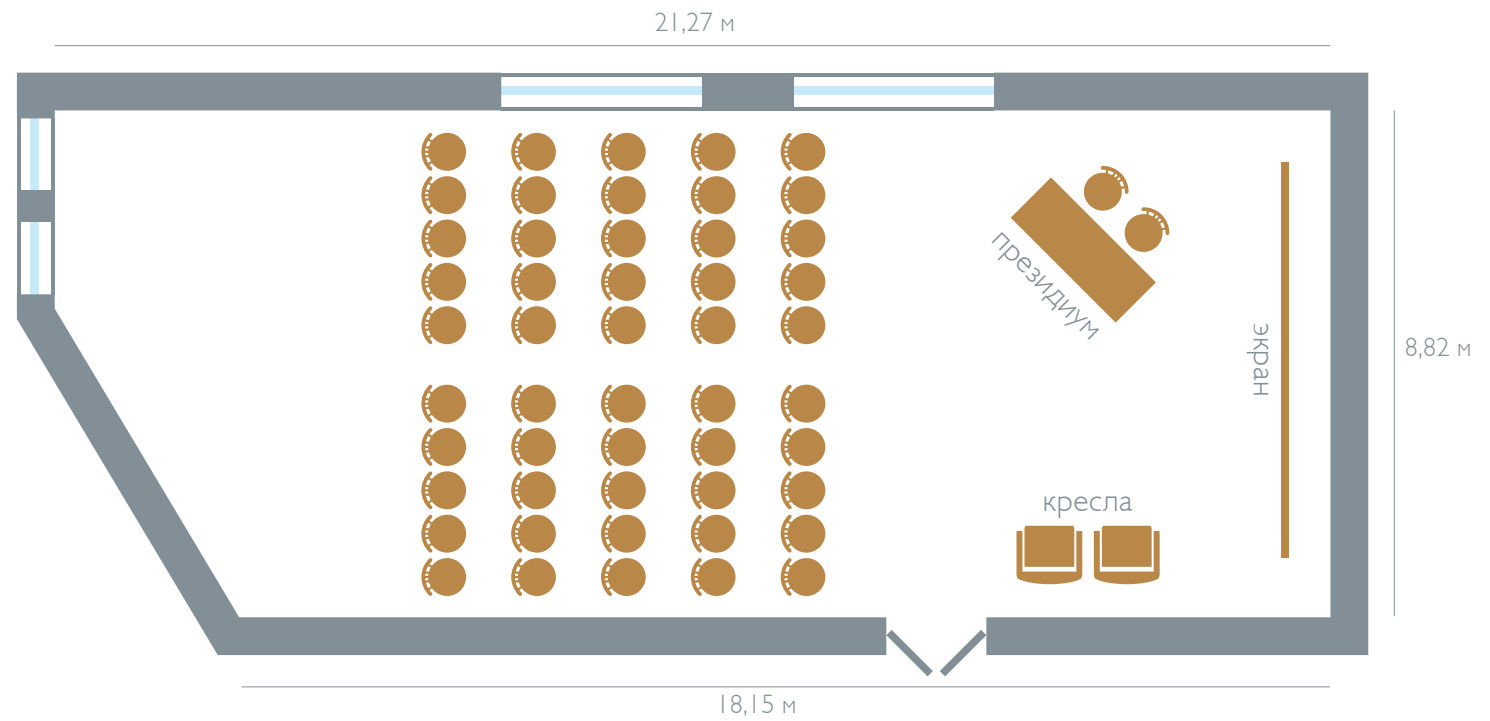 21,27 м
президиум
экран
8,82 м
кресла
18,15 м